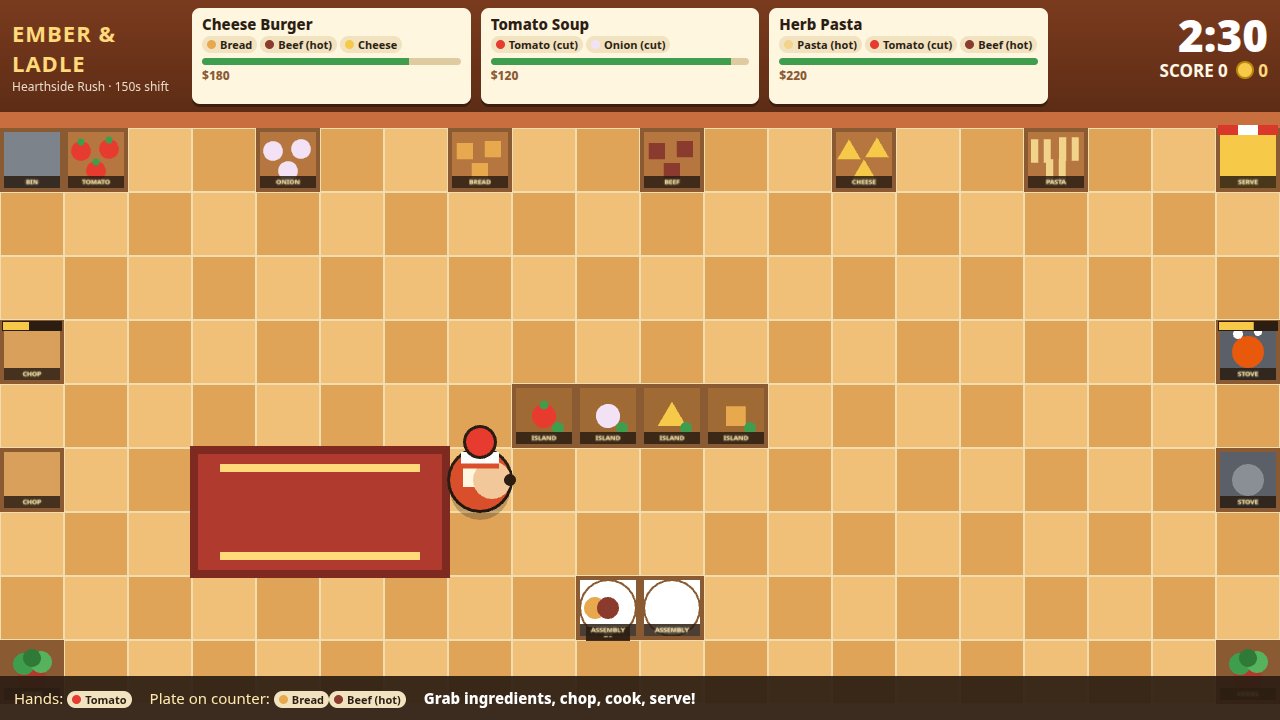 EMBER &
LADLE
Hearthside Rush · 150s shift
Cheese Burger
Bread Beef (hot) Cheese
$180
Tomato Soup
Tomato (cut) Onion (cut)
$120
Herb Pasta
Pasta (hot) Tomato (cut) Beef (hot)
$220
2:30
SCORE 0 0
BIN TOMATO ONION BREAD BEEF CHEESE PASTA SERVE
CHOP STOVE
ISLAND ISLAND ISLAND ISLAND
CHOP STOVE
ASSEMBLY ASSEMBLY
Hands: Tomato Plate on counter: Bread Beef (hot) Grab ingredients, chop, cook, serve!